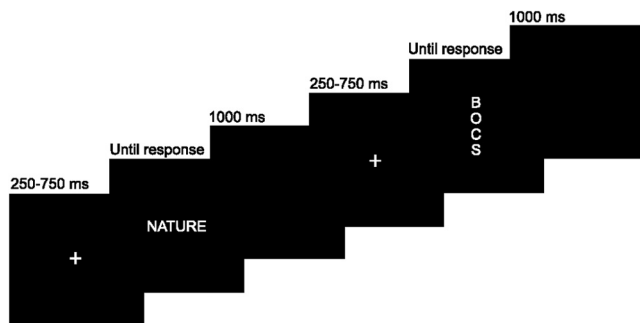 250-750 ms
Until response
1000 ms
250-750 ms
Until response
1000 ms
+
NATURE
+
B
O
C
S